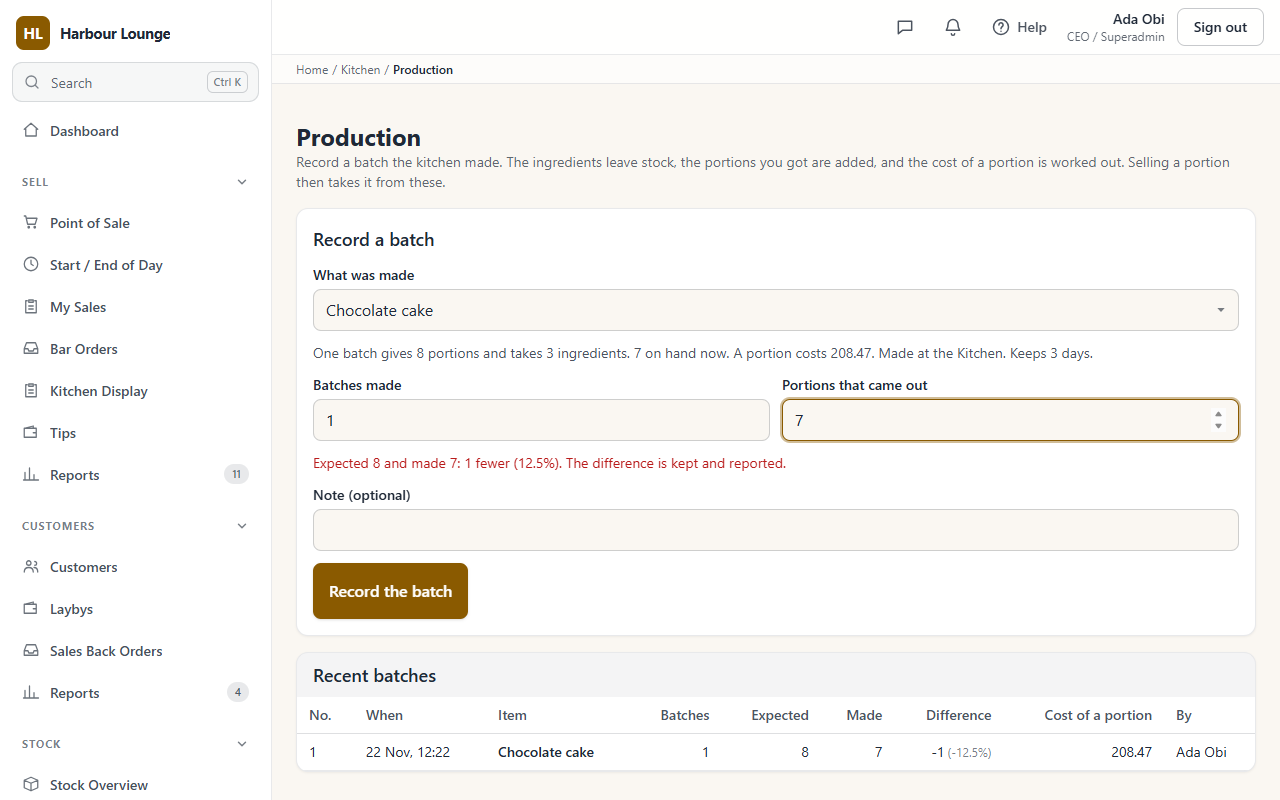 HL Harbour Lounge
Search Ctrl K
Dashboard
SELL
Point of Sale
Start / End of Day
My Sales
Bar Orders
Kitchen Display
Tips
Reports 11
CUSTOMERS
Customers
Laybys
Sales Back Orders
Reports 4
STOCK
Stock Overview
Help
Ada Obi
CEO / Superadmin
Sign out
Home / Kitchen / Production
Production
Record a batch the kitchen made. The ingredients leave stock, the portions you got are added, and the cost of a portion is worked out. Selling a portion
then takes it from these.
Record a batch
What was made
Chocolate cake
One batch gives 8 portions and takes 3 ingredients. 7 on hand now. A portion costs 208.47. Made at the Kitchen. Keeps 3 days.
Batches made Portions that came out
1 7
Expected 8 and made 7: 1 fewer (12.5%). The difference is kept and reported.
Note (optional)
Record the batch
Recent batches
No. When Item Batches Expected Made Difference Cost of a portion By
1 22 Nov, 12:22 Chocolate cake 1 8 7 -1 (-12.5%) 208.47 Ada Obi